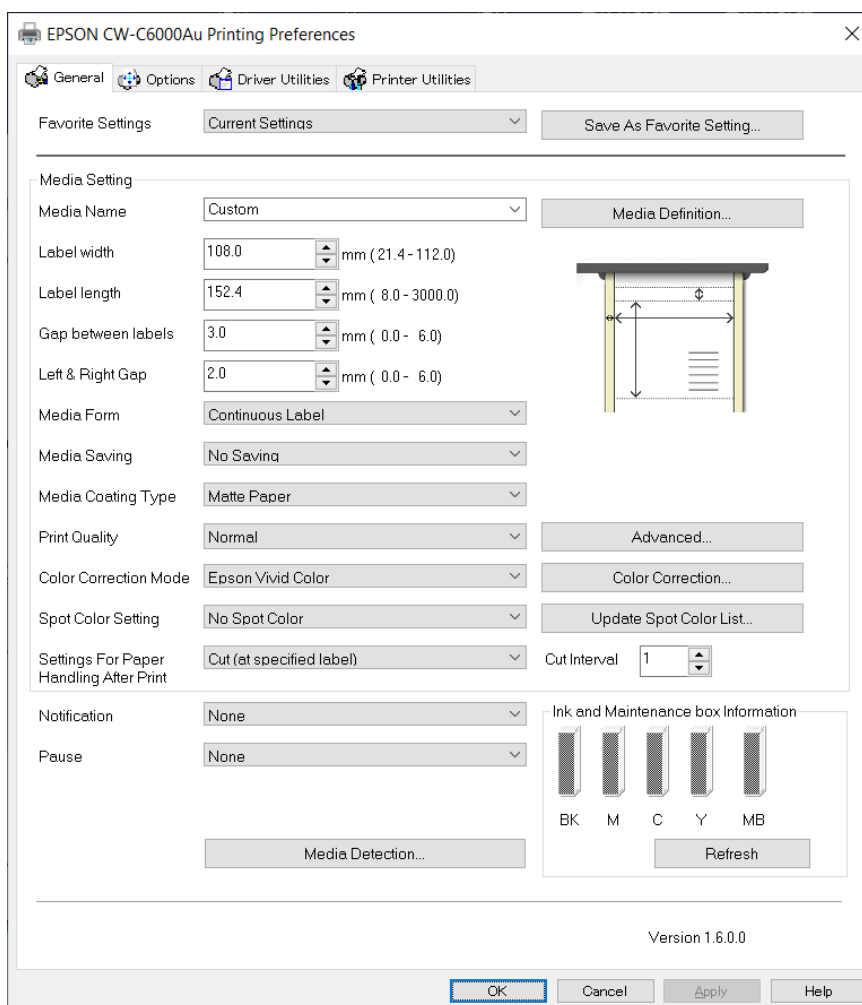 EPSON CW-C6000Au Printing Preferences
General Options Driver Utilities Printer Utilities
Favorite Settings Current Settings Save As Favorite Setting...
Media Setting
Media Name Custom Media Definition...
Label width 108.0 mm ( 21.4 - 112.0)
Label length 152.4 mm ( 8.0 - 3000.0)
Gap between labels 3.0 mm ( 0.0 - 6.0)
Left & Right Gap 2.0 mm ( 0.0 - 6.0)
Media Form Continuous Label
Media Saving No Saving
Media Coating Type Matte Paper
Print Quality Normal Advanced...
Color Correction Mode Epson Vivid Color Color Correction...
Spot Color Setting No Spot Color Update Spot Color List...
Settings For Paper Handling After Print Cut (at specified label) Cut Interval 1
Notification None Ink and Maintenance box Information
Pause None
BK M C Y MB
Media Detection... Refresh
Version 1.6.0.0
OK Cancel Apply Help